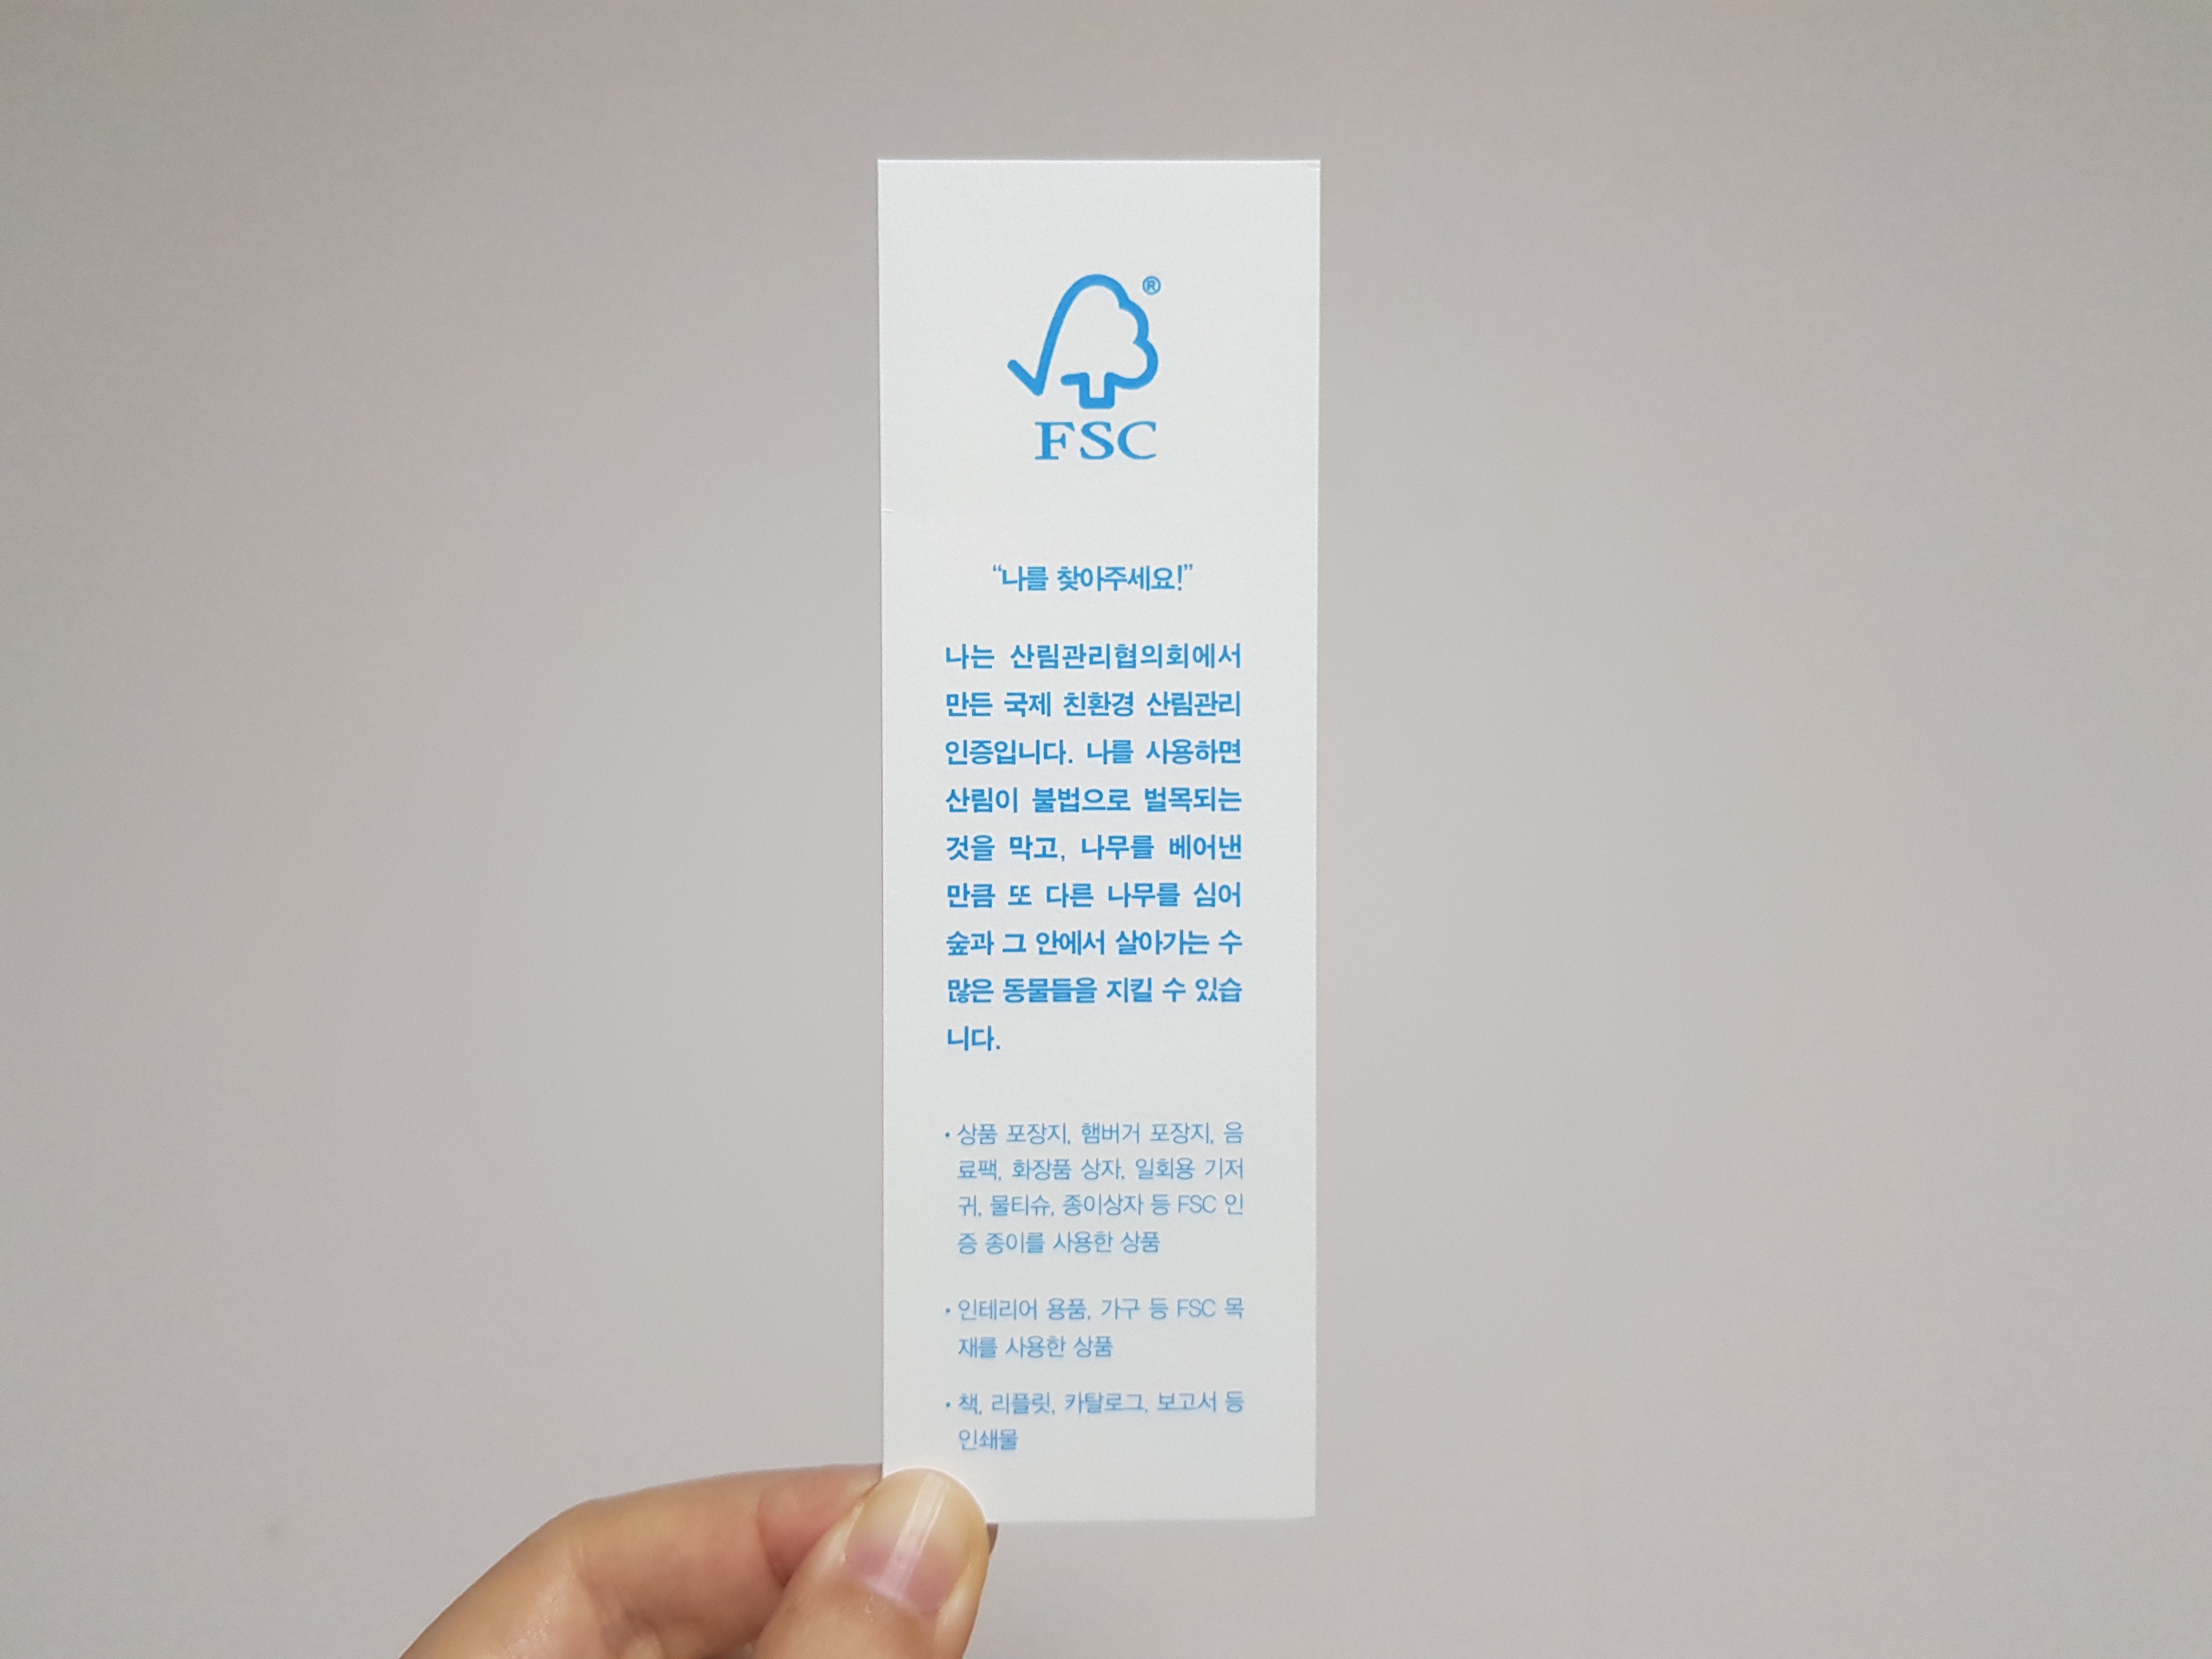 ®
FSC
“나를 찾아주세요!”
나는 산림관리협의회에서
만든 국제 친환경 산림관리
인증입니다. 나를 사용하면
산림이 불법으로 벌목되는
것을 막고, 나무를 베어낸
만큼 또 다른 나무를 심어
숲과 그 안에서 살아가는 수
많은 동물들을 지킬 수 있습
니다.
• 상품 포장지, 햄버거 포장지, 음
료팩, 화장품 상자, 일회용 기저
귀, 물티슈, 종이상자 등 FSC 인
증 종이를 사용한 상품
• 인테리어 용품, 가구 등 FSC 목
재를 사용한 상품
• 책, 리플릿, 카탈로그, 보고서 등
인쇄물